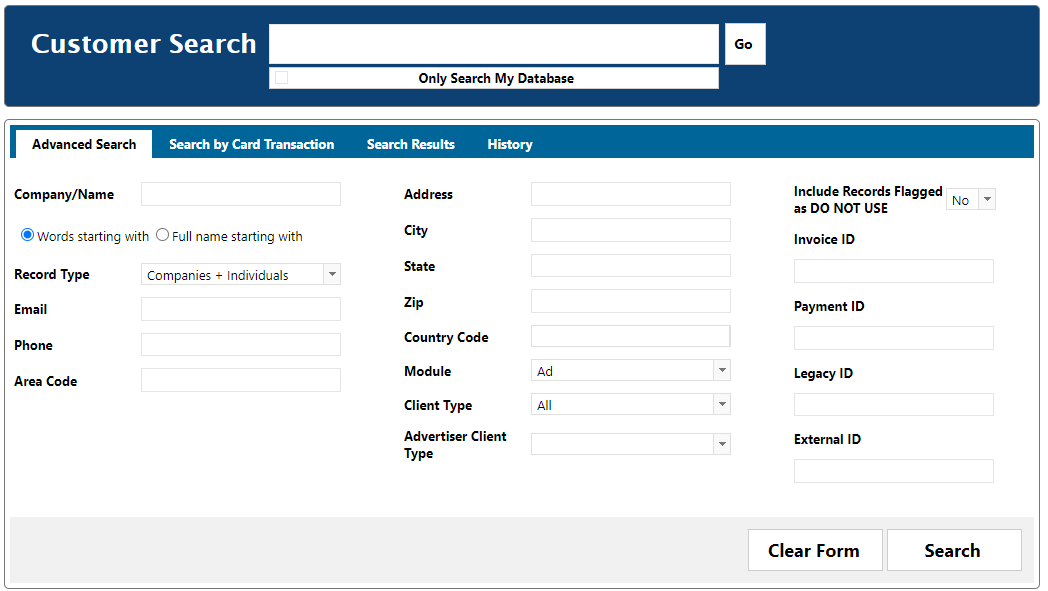 Customer Search
Go
Only Search My Database
Advanced Search
Search by Card Transaction
Search Results
History
Company/Name
Words starting with
Full name starting with
Record Type
Companies + Individuals
Email
Phone
Area Code
Address
City
State
Zip
Country Code
Module
Ad
Client Type
All
Advertiser Client
Type
Include Records Flagged
as DO NOT USE
No
Invoice ID
Payment ID
Legacy ID
External ID
Clear Form
Search